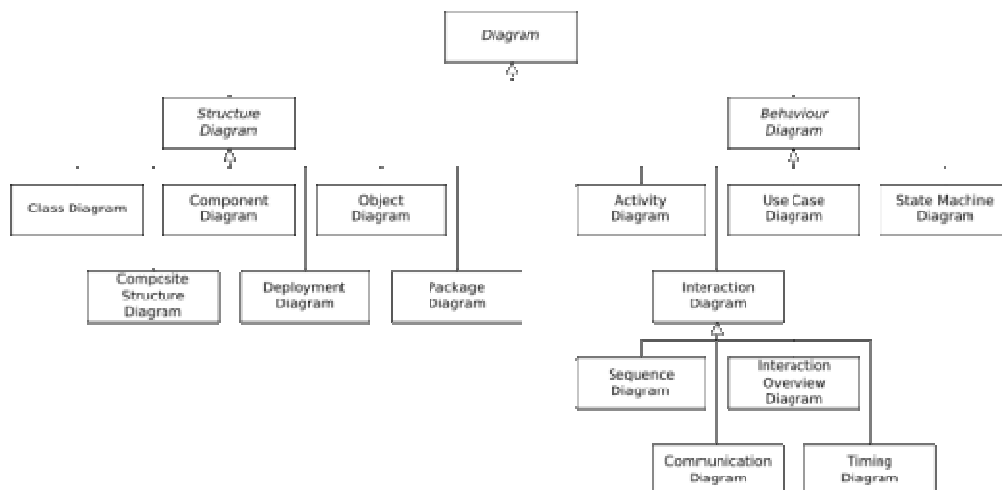 Diagram
Structure
Diagram
Behaviour
Diagram
Class Diagram
Component
Diagram
Object
Diagram
Activity
Diagram
Use Case
Diagram
State Machine
Diagram
Composite
Structure
Diagram
Deployment
Diagram
Package
Diagram
Interaction
Diagram
Sequence
Diagram
Interaction
Overview
Diagram
Communication
Diagram
Timing
Diagram